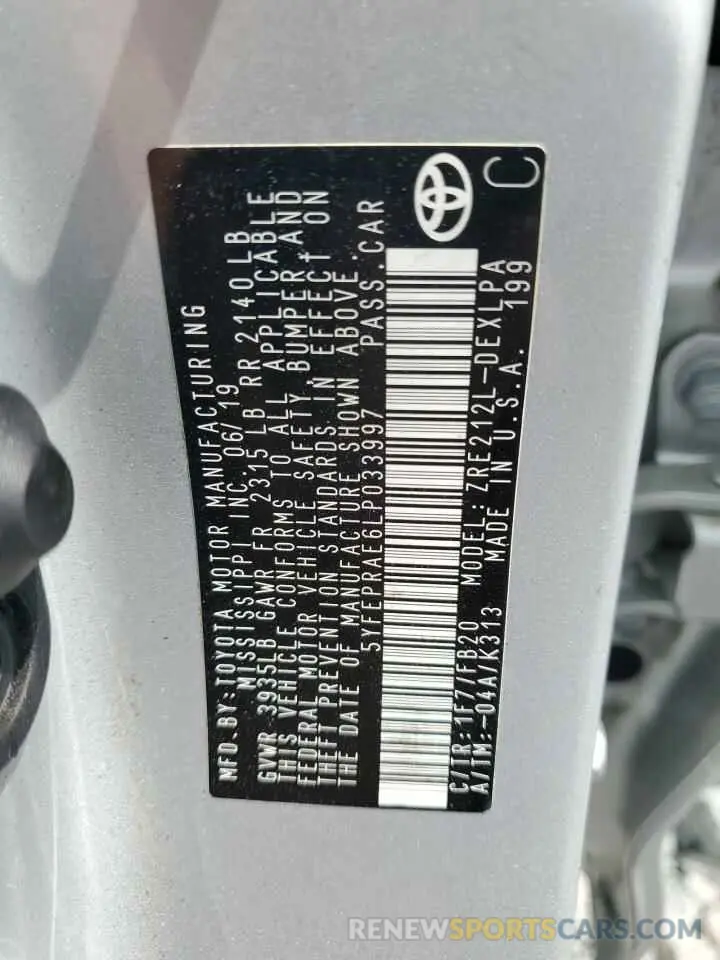 MFD.BY:TOYOTA MOTOR MANUFACTURING
MISSISSIPPI INC. 06/19
GVWR 3935LB GAWR FR 2315 LB RR 2140 LB
THIS VEHICLE CONFORMS TO ALL APPLICABLE
FEDERAL MOTOR VEHICLE SAFETY, BUMPER, AND
THEFT PREVENTION STANDARDS IN EFFECT ON
THE DATE OF MANUFACTURE SHOWN ABOVE.
5YFEPRAE6LP033997 PASS.CAR
C/TR:1F7/FB20 MODEL:ZRE212L-DEXLPA
A/TM:-04A/K313 MADE IN U.S.A. 199
C
RENEWSPORTSCARS.COM